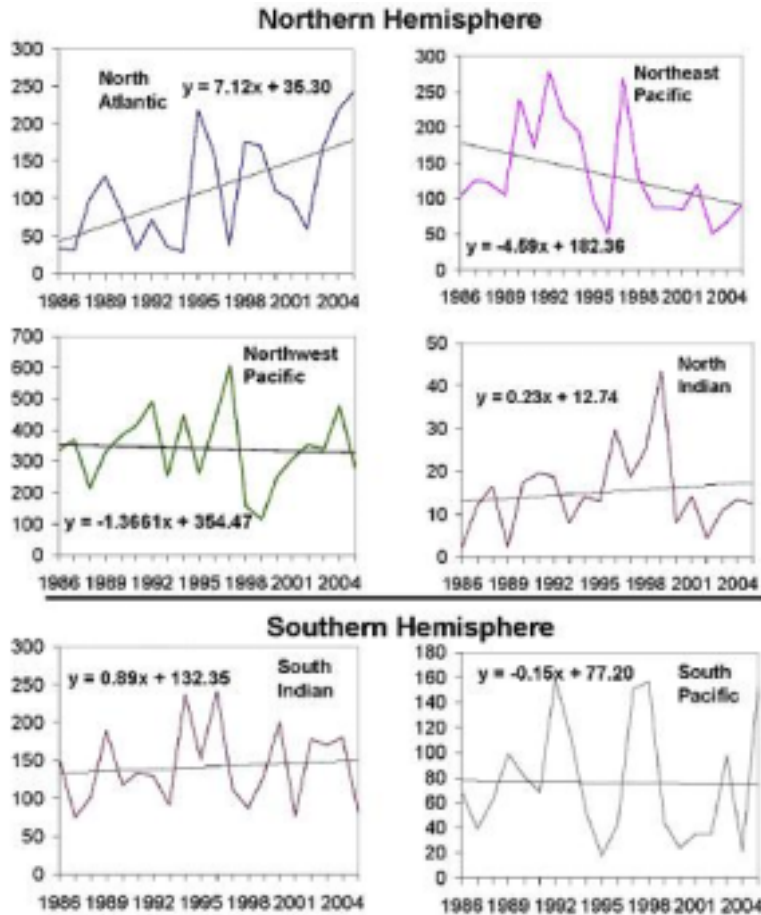 Northern Hemisphere
300
250
200
150
100
50
0
North
Atlantic
y = 7.12x + 35.30
1986 1989 1992 1995 1998 2001 2004
300
250
200
150
100
50
0
Northeast
Pacific
y = -4.59x + 182.36
1986 1989 1992 1995 1998 2001 2004
700
600
500
400
300
200
100
0
Northwest
Pacific
y = -1.3661x + 354.47
1986 1989 1992 1995 1998 2001 2004
50
40
30
20
10
0
North
Indian
y = 0.23x + 12.74
1986 1989 1992 1995 1998 2001 2004
Southern Hemisphere
300
250
200
150
100
50
0
y = 0.89x + 132.35
South
Indian
1986 1989 1992 1995 1998 2001 2004
180
160
140
120
100
80
60
40
20
0
y = -0.15x + 77.20
South
Pacific
1986 1989 1992 1995 1998 2001 2004